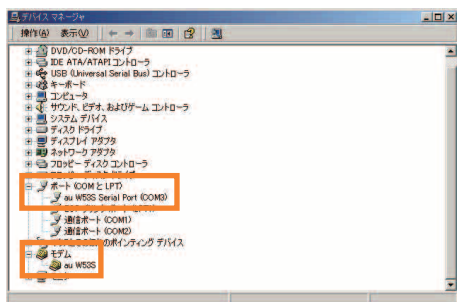 デバイス マネージャ
操作(A) 表示(V)
DVD/CD-ROM ドライブ
IDE ATA/ATAPI コントローラ
USB (Universal Serial Bus) コントローラ
キーボード
コンピュータ
サウンド、ビデオ、およびゲーム コントローラ
システム デバイス
ディスク ドライブ
ディスプレイ アダプタ
ネットワーク アダプタ
フロッピー ディスク コントローラ
ポート (COM と LPT)
au W53S Serial Port (COM3)
通信ポート (COM1)
通信ポート (COM2)
のポインティング デバイス
モデム
au W53S